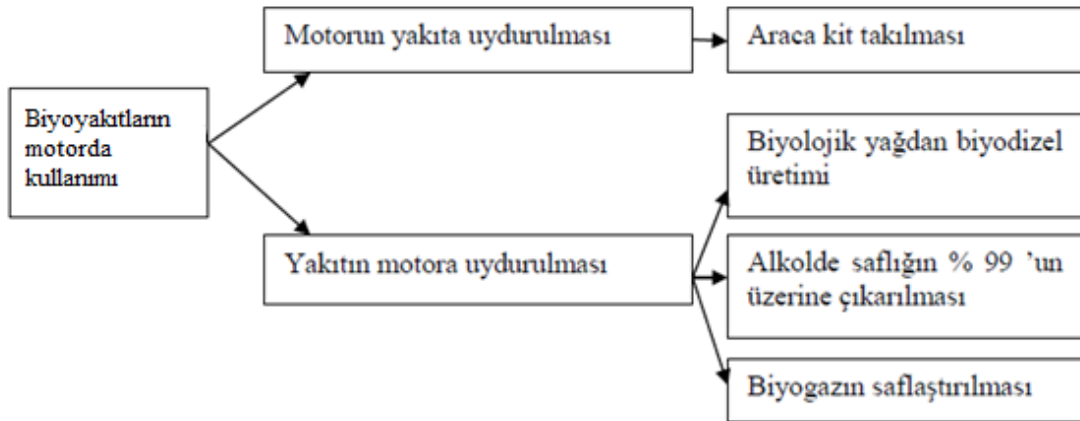 Motorun yakıta uydurulması
Araca kit takılması
Biyoyakıtların
motorda
kullanımı
Biyolojik yağdan biyodizel
üretimi
Yakıtın motora uydurulması
Alkolde saflığın % 99 ’un
üzerine çıkarılması
Biyogazın saflaştırılması